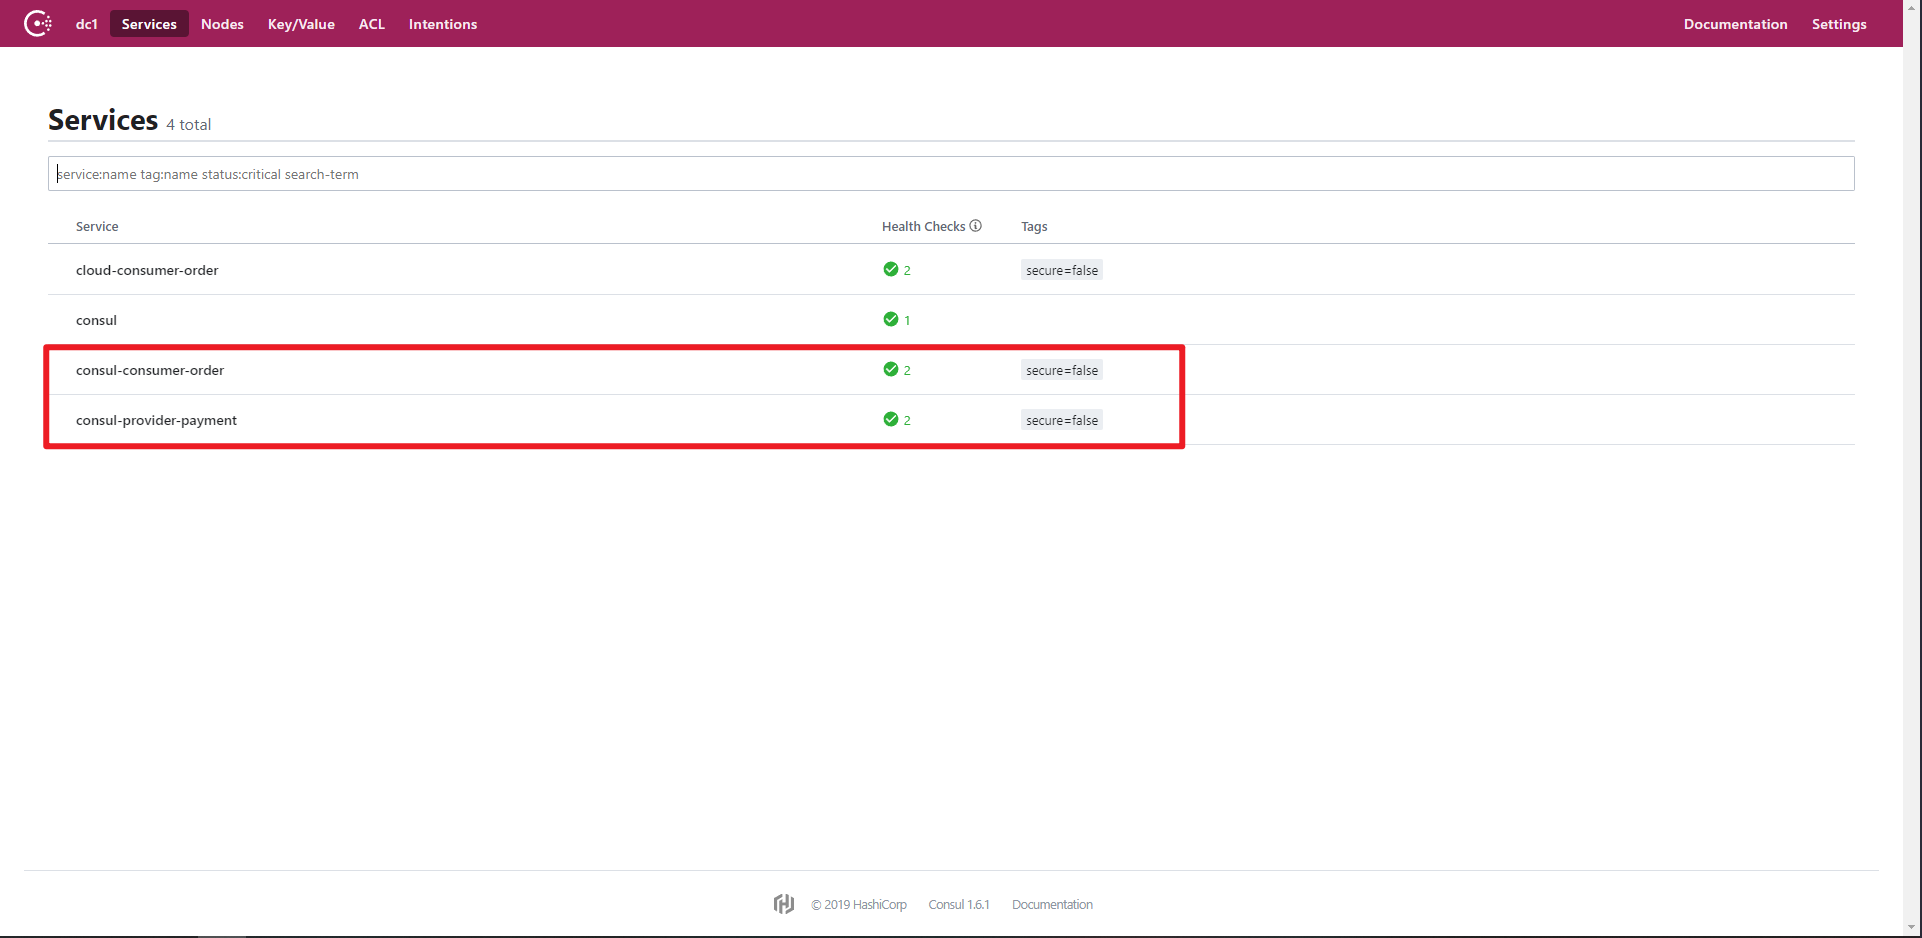 dc1 Services Nodes Key/Value ACL Intentions Documentation Settings
Services 4 total
service:name tag:name status:critical search-term
Service Health Checks Tags
cloud-consumer-order 2 secure=false
consul 1
consul-consumer-order 2 secure=false
consul-provider-payment 2 secure=false
© 2019 HashiCorp Consul 1.6.1 Documentation